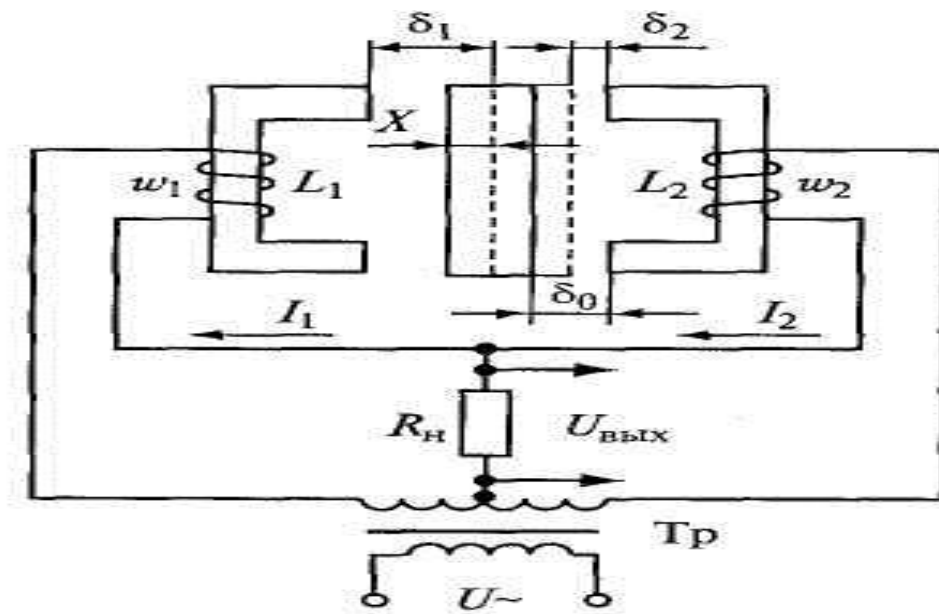 δ₁ δ₂
X
w₁ L₁ L₂ w₂
δ₀
I₁ I₂
Rн Uвых
Тр
U~